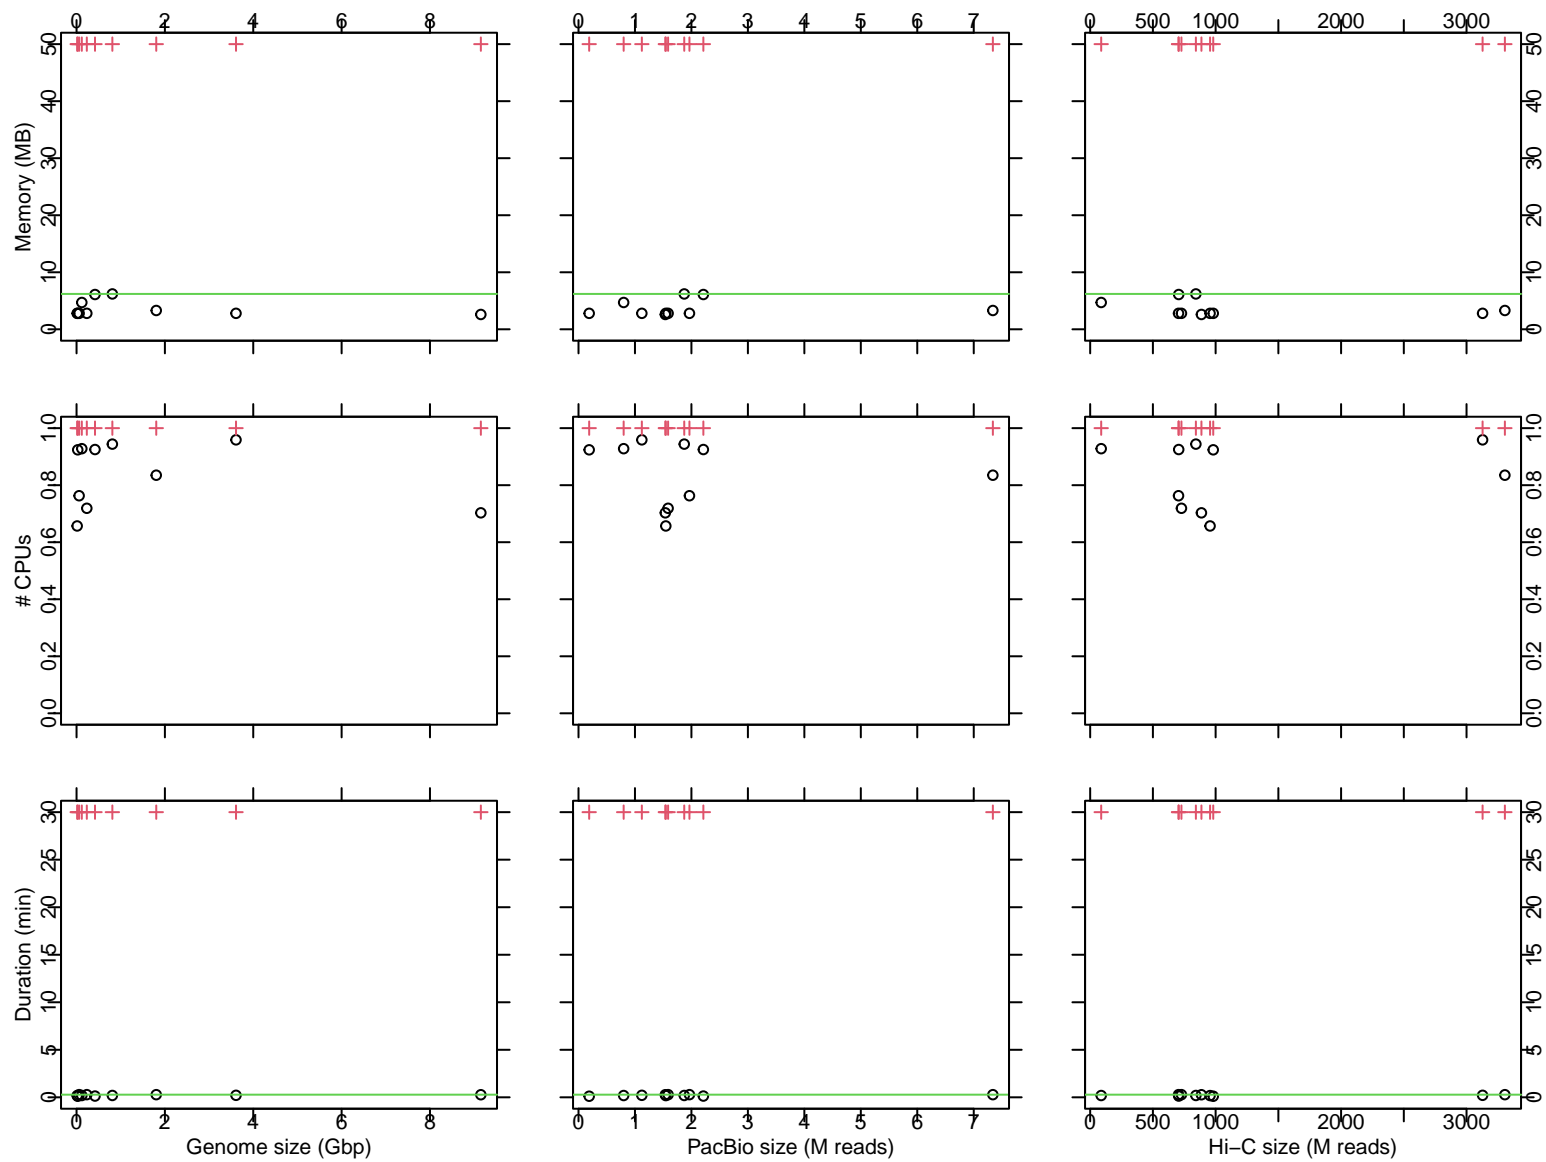 0 2 4 6 8
0 1 2 3 4 5 6 7
0 500 1000 2000 3000
Memory (MB)
0 10 20 30 40 50
0 10 20 30 40 50
# CPUs
0.0 0.2 0.4 0.6 0.8 1.0
0.0 0.2 0.4 0.6 0.8 1.0
Duration (min)
0 5 10 15 20 25 30
0 5 10 15 20 25 30
0 2 4 6 8
0 1 2 3 4 5 6 7
0 500 1000 2000 3000
Genome size (Gbp)
PacBio size (M reads)
Hi−C size (M reads)